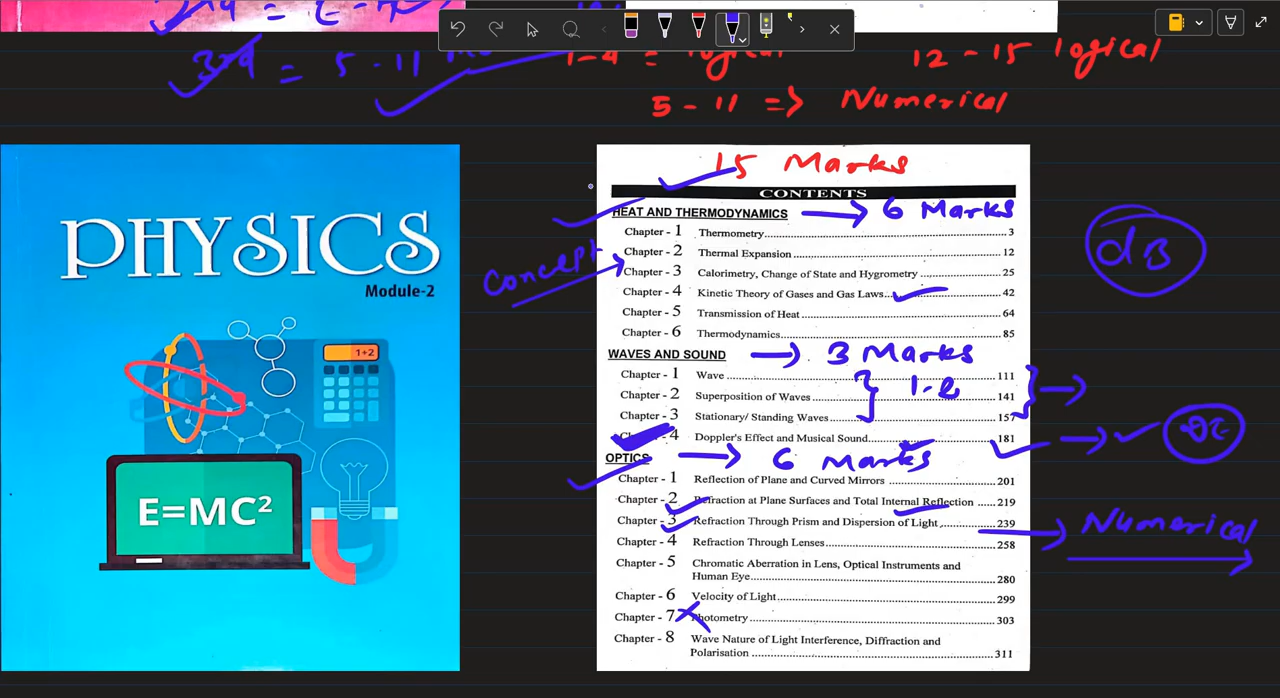 = 5 - 11
1-4 = logical
12 - 15 logical
5 - 11 => Numerical
PHYSICS
Module-2
1+2
E=MC²
15 Marks
CONTENTS
HEAT AND THERMODYNAMICS → 6 Marks
Chapter - 1 Thermometry 3
Chapter - 2 Thermal Expansion 12
Chapter - 3 Calorimetry, Change of State and Hygrometry 25
Chapter - 4 Kinetic Theory of Gases and Gas Laws 42
Chapter - 5 Transmission of Heat 64
Chapter - 6 Thermodynamics 85
Concept
WAVES AND SOUND → 3 Marks
Chapter - 1 Wave 111
Chapter - 2 Superposition of Waves 141
Chapter - 3 Stationary/ Standing Waves 157
1-2
- 4 Doppler's Effect and Musical Sound 181
OPTICS → 6 Marks
Chapter - 1 Reflection of Plane and Curved Mirrors 201
Chapter - 2 Refraction at Plane Surfaces and Total Internal Reflection 219
Chapter - 3 Refraction Through Prism and Dispersion of Light 239
Chapter - 4 Refraction Through Lenses 258
Chapter - 5 Chromatic Aberration in Lens, Optical Instruments and
Human Eye 280
Chapter - 6 Velocity of Light 299
Chapter - 7 Photometry 303
Chapter - 8 Wave Nature of Light Interference, Diffraction and
Polarisation 311
dB
Numerical